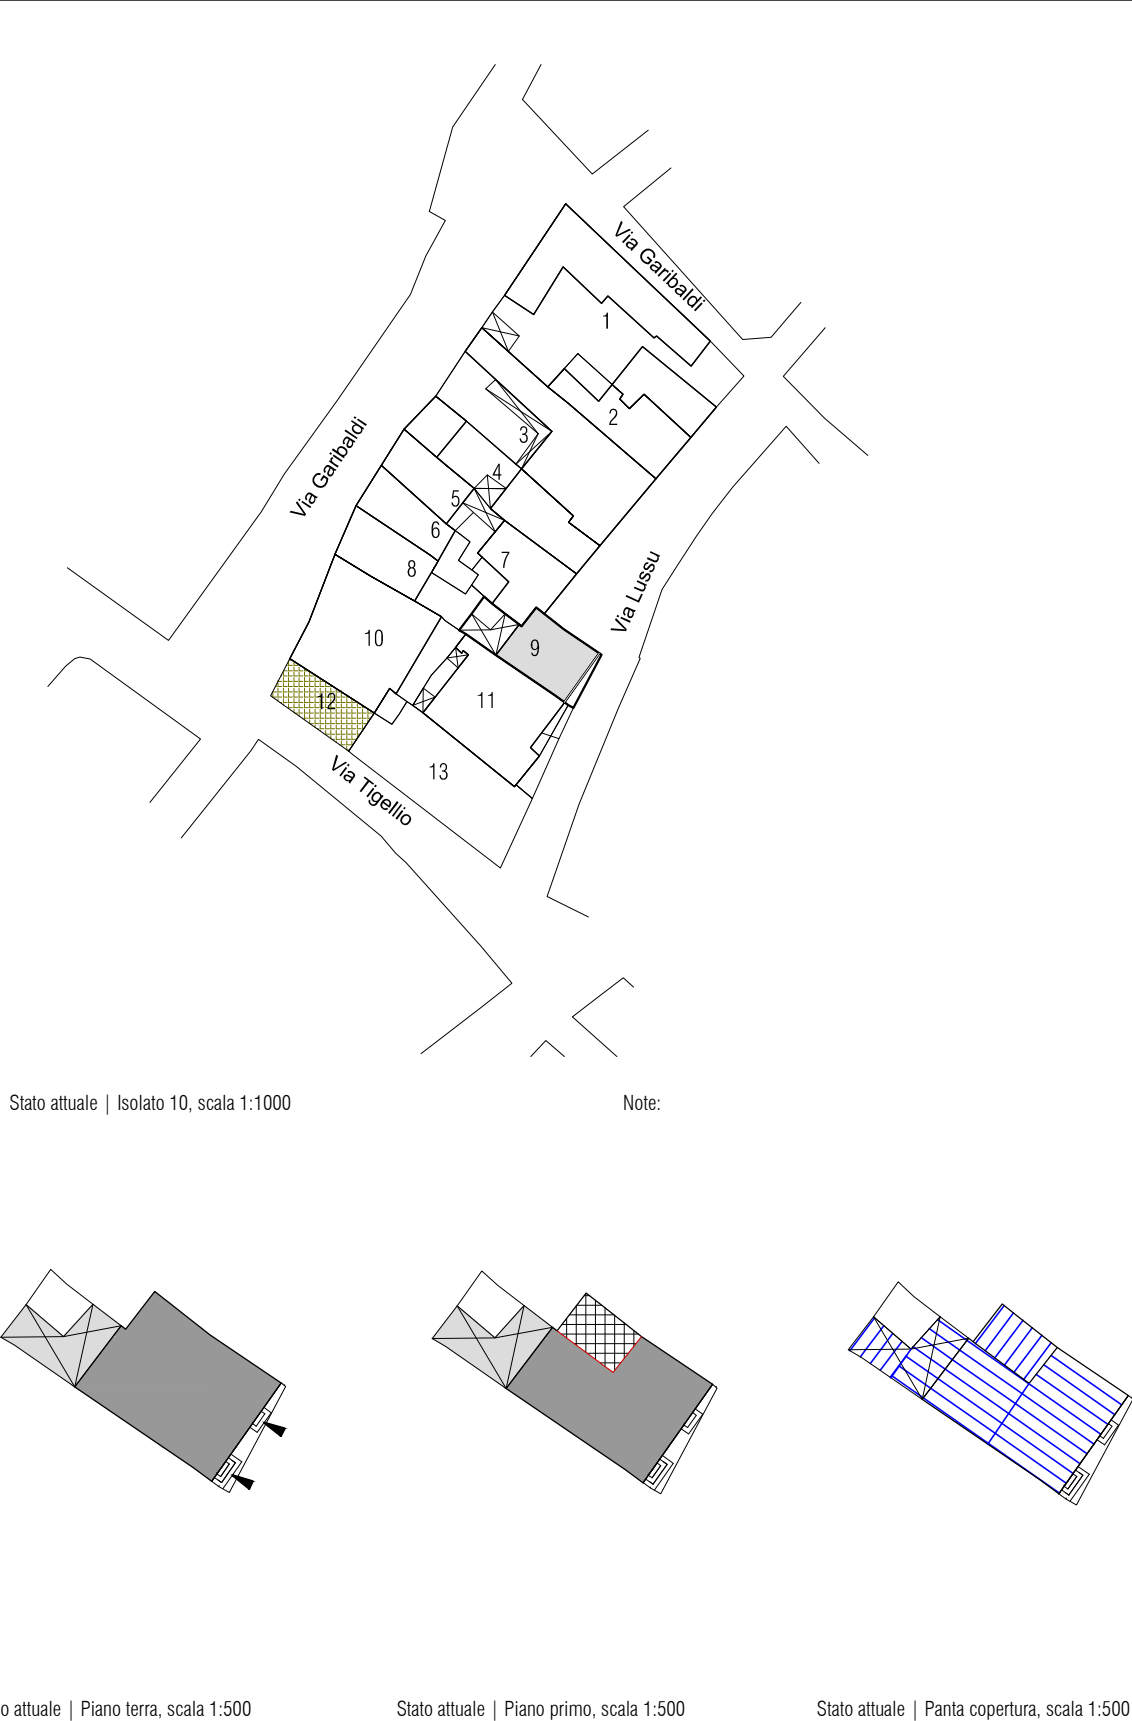 Via Garibaldi
1
2
3
Via Garibaldi
4
5
6
7
8
Via Lussu
10
9
12
11
13
Via Tigellio
Stato attuale | Isolato 10, scala 1:1000
Note:
o attuale | Piano terra, scala 1:500
Stato attuale | Piano primo, scala 1:500
Stato attuale | Panta copertura, scala 1:500